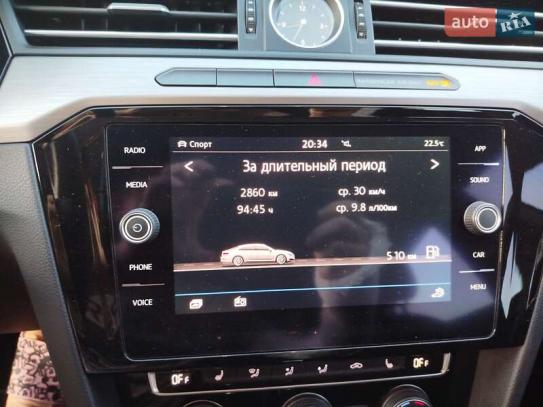 auto RIA
RADIO
MEDIA
PHONE
VOICE
Спорт
20:34
22.5°C
< За длительный период >
2860 км ср. 30 км/ч
94:45 ч ср. 9.8 л/100км
510 км
APP
SOUND
CAR
MENU
OFF
OFF